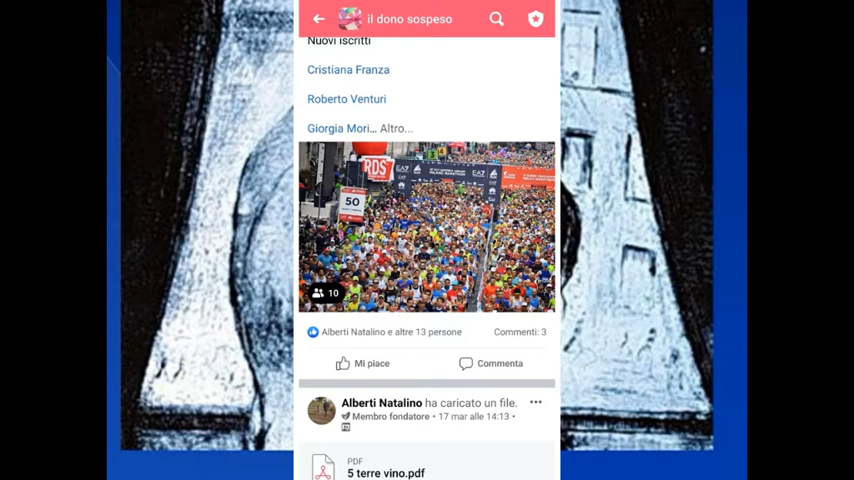 il dono sospeso
Nuovi iscritti
Cristiana Franza
Roberto Venturi
Giorgia Mori... Altro...
RDS
EA7
EA7
50
10
Alberti Natalino e altre 13 persone
Commenti: 3
Mi piace
Commenta
Alberti Natalino ha caricato un file.
Membro fondatore • 17 mar alle 14:13 •
PDF
5 terre vino.pdf